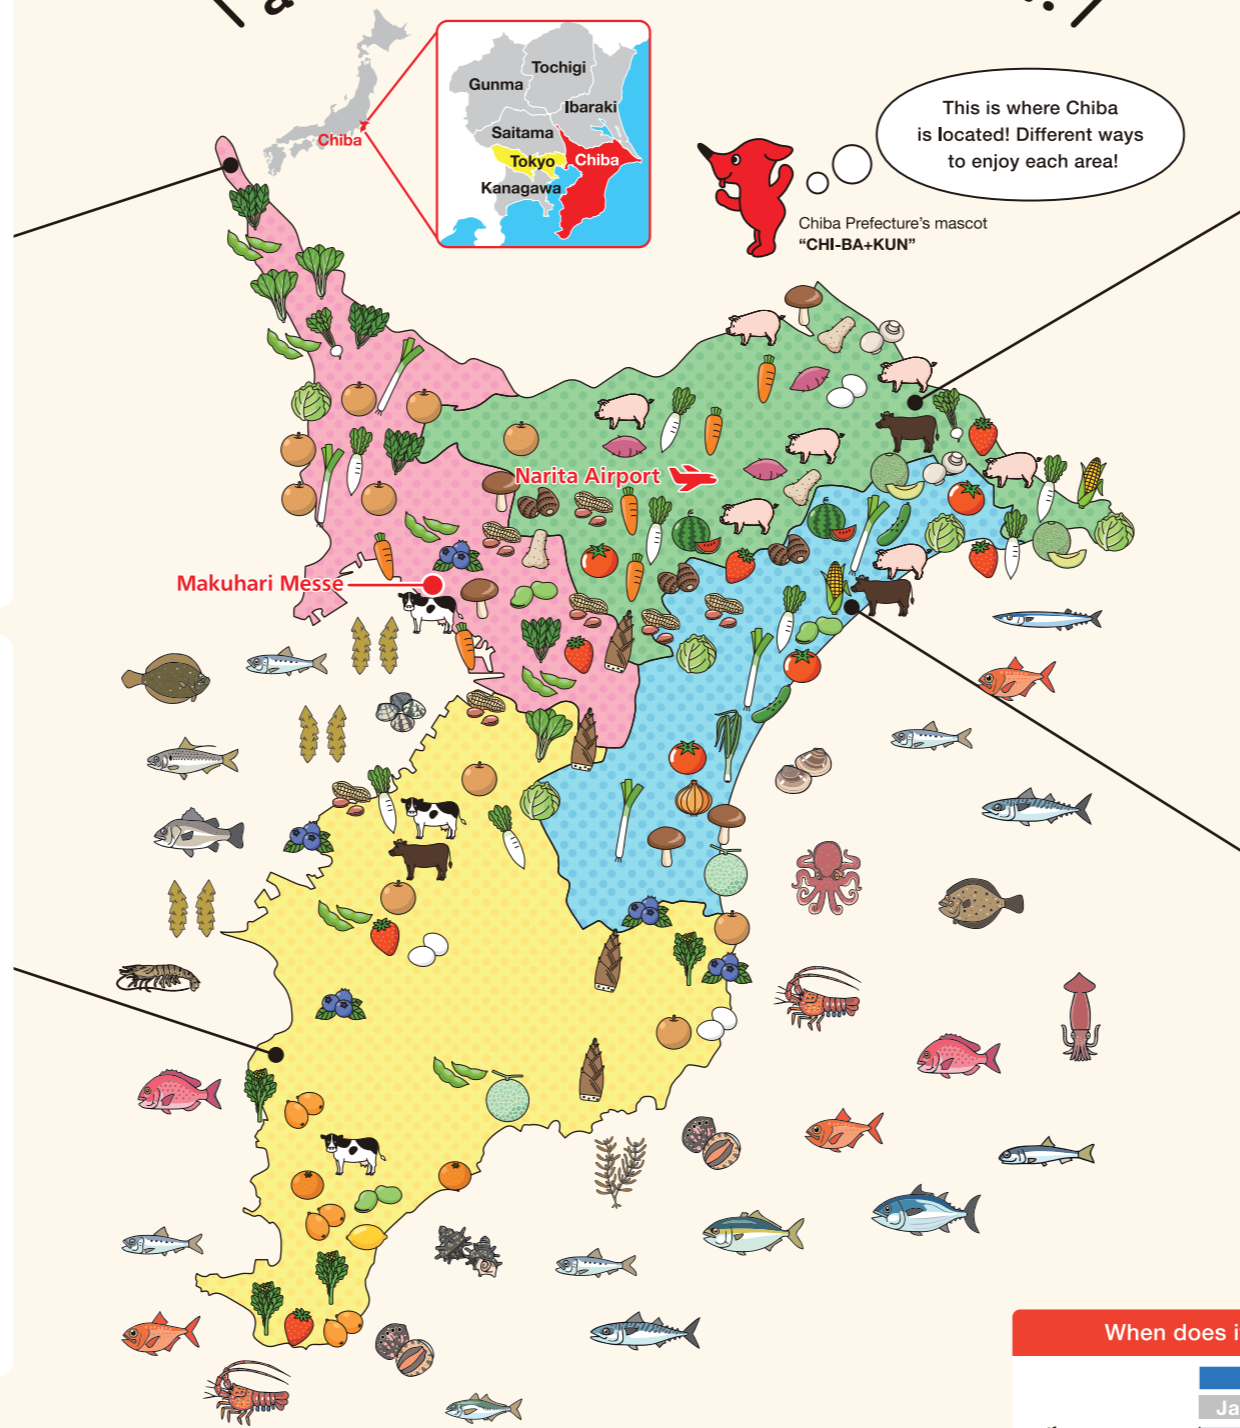 Gunma
Tochigi
Ibaraki
Saitama
Tokyo
Chiba
Kanagawa
Chiba
This is where Chiba
is located! Different ways
to enjoy each area!
Chiba Prefecture's mascot
"CHI-BA+KUN"
Narita Airport
Makuhari Messe
When does i
Ja